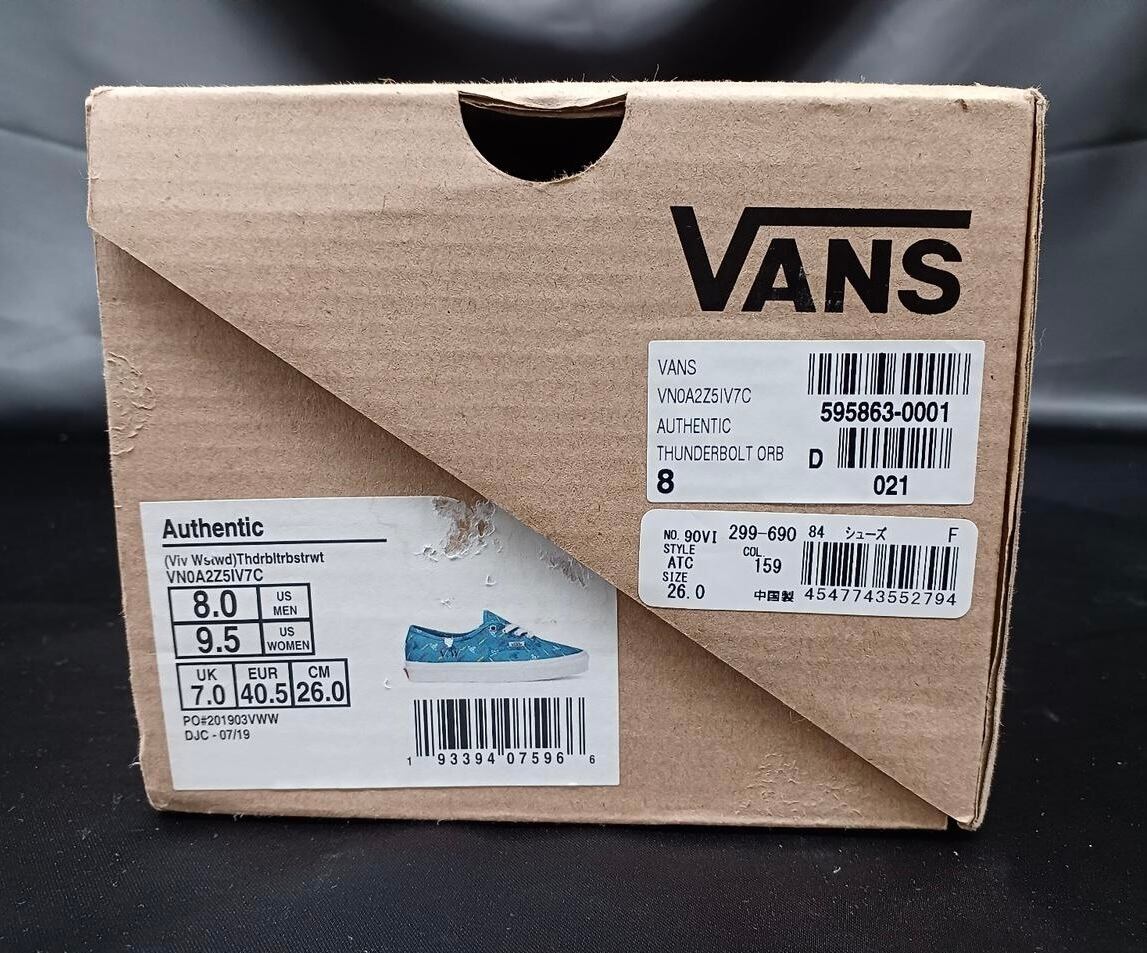 VANS
VANS
VN0A2Z5IV7C
AUTHENTIC
THUNDERBOLT ORB
8
595863-0001
D
021
NO. 90VI 299-690 84 シューズ F
STYLE COL
ATC 159
SIZE
26.0 中国製 4547743552794
Authentic
(Viv Wstwd)Thdrbltrbstrwt
VN0A2Z5IV7C
8.0 US MEN
9.5 US WOMEN
UK EUR CM
7.0 40.5 26.0
PO#201903VWW
DJC - 07/19
1 93394 07596 6